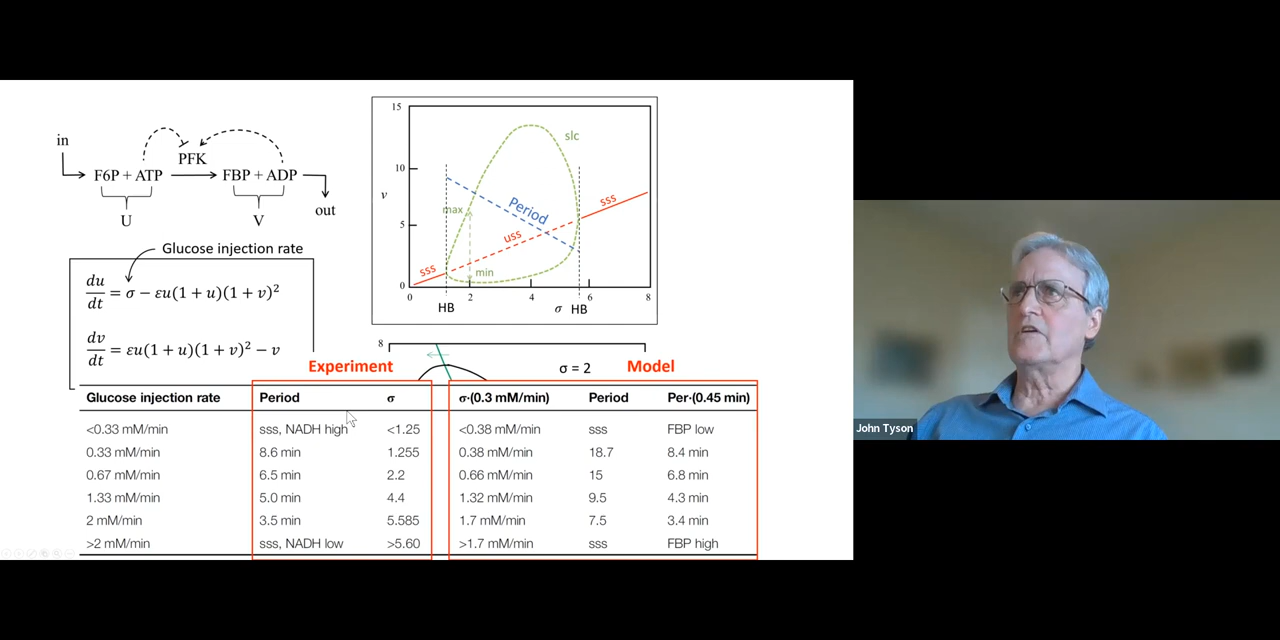 in
PFK
F6P + ATP
FBP + ADP
U
V
out
Glucose injection rate
du/dt = σ − εu(1 + u)(1 + v)²
dv/dt = εu(1 + u)(1 + v)² − v
15
10
5
0
v
slc
max
Period
sss
uss
min
sss
0 2 4 6 8
HB σ HB
8
σ = 2
Experiment Model
Glucose injection rate Period σ σ·(0.3 mM/min) Period Per·(0.45 min)
<0.33 mM/min sss, NADH high <1.25 <0.38 mM/min sss FBP low
0.33 mM/min 8.6 min 1.255 0.38 mM/min 18.7 8.4 min
0.67 mM/min 6.5 min 2.2 0.66 mM/min 15 6.8 min
1.33 mM/min 5.0 min 4.4 1.32 mM/min 9.5 4.3 min
2 mM/min 3.5 min 5.585 1.7 mM/min 7.5 3.4 min
>2 mM/min sss, NADH low >5.60 >1.7 mM/min sss FBP high
John Tyson